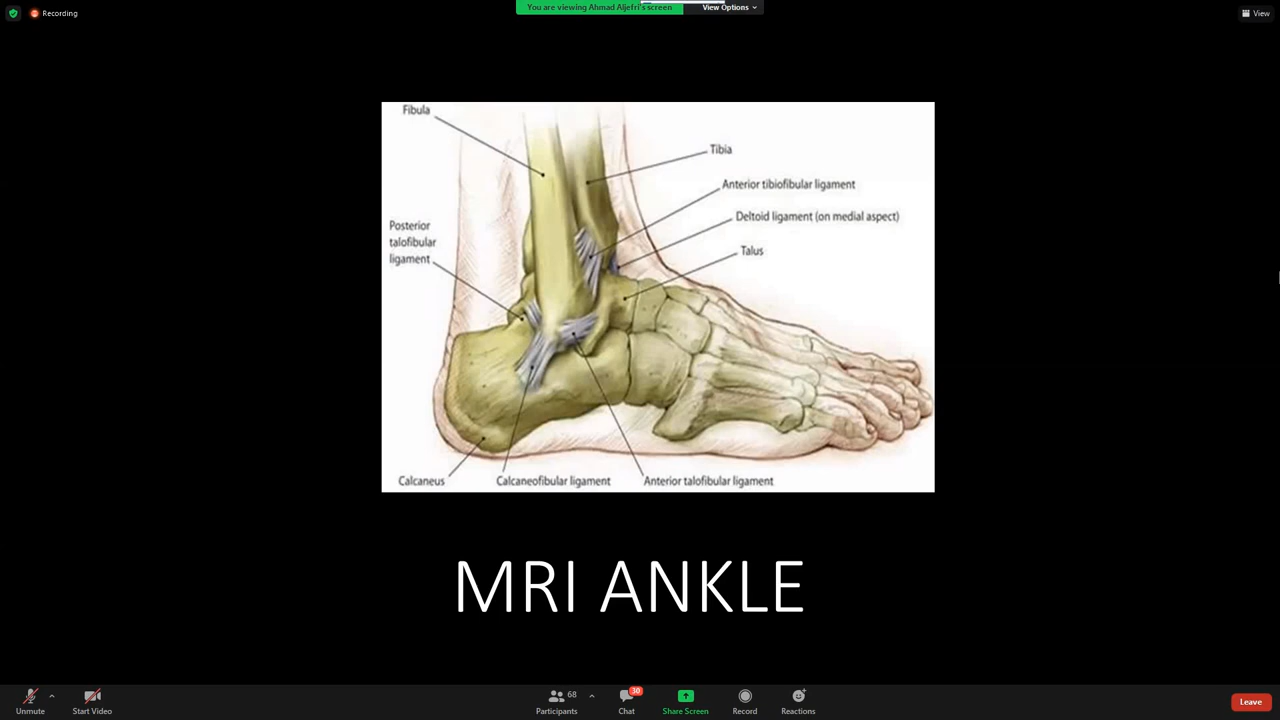 Recording
You are viewing Ahmad Aljefri's screen
View Options
View
Fibula
Tibia
Anterior tibiofibular ligament
Deltoid ligament (on medial aspect)
Posterior
talofibular
ligament
Talus
Calcaneus
Calcaneofibular ligament
Anterior talofibular ligament
MRI ANKLE
Unmute
Start Video
68
Participants
30
Chat
Share Screen
Record
Reactions
Leave